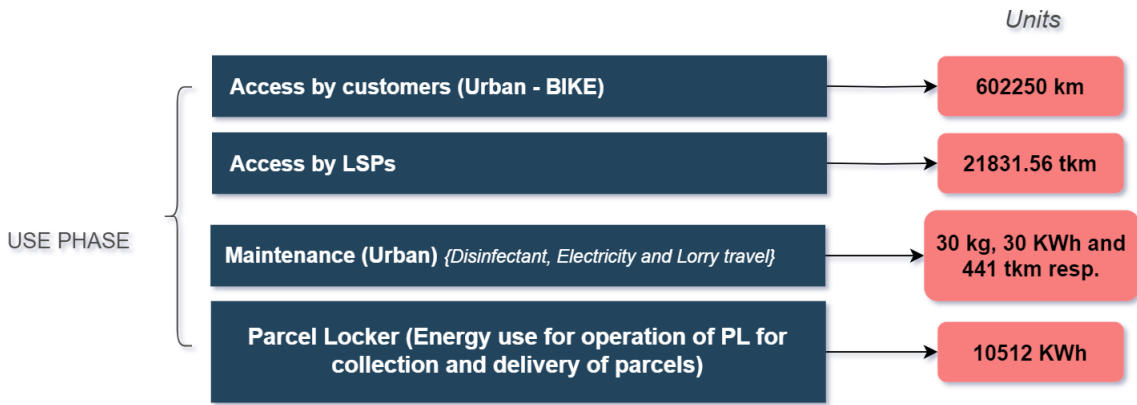 Units
Access by customers (Urban - BIKE)
602250 km
Access by LSPs
21831.56 tkm
USE PHASE
Maintenance (Urban) {Disinfectant, Electricity and Lorry travel}
30 kg, 30 KWh and
441 tkm resp.
Parcel Locker (Energy use for operation of PL for
collection and delivery of parcels)
10512 KWh